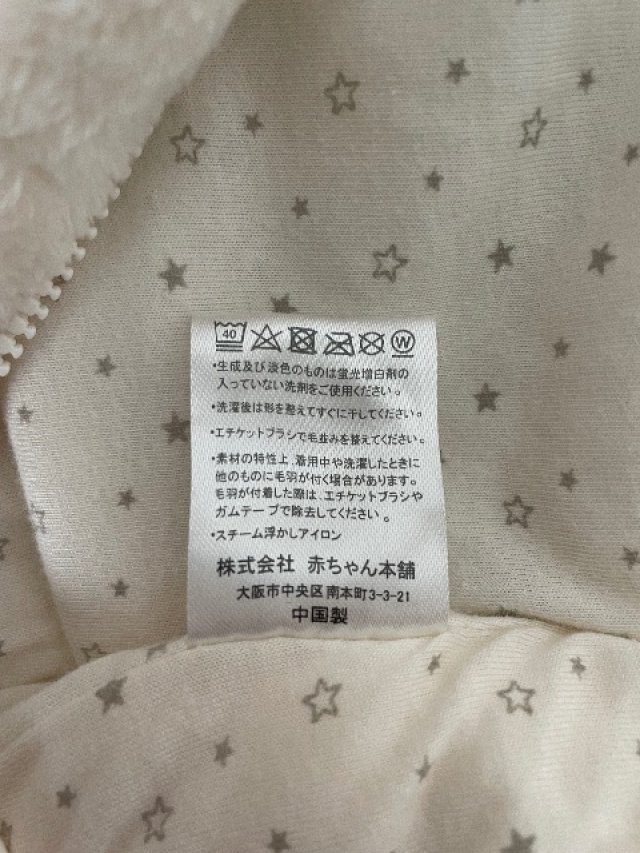 40 W
・生成及び淡色のものは蛍光増白剤の
入っていない洗剤をご使用ください。
・洗濯後は形を整えてすぐに干してください。
・エチケットブラシで毛並みを整えてください。
・素材の特性上、着用中や洗濯したときに
他のものに毛羽が付く場合があります。
毛羽が付着した際は、エチケットブラシや
ガムテープで除去してください。
・スチーム浮かしアイロン
株式会社 赤ちゃん本舗
大阪市中央区南本町3-3-21
中国製